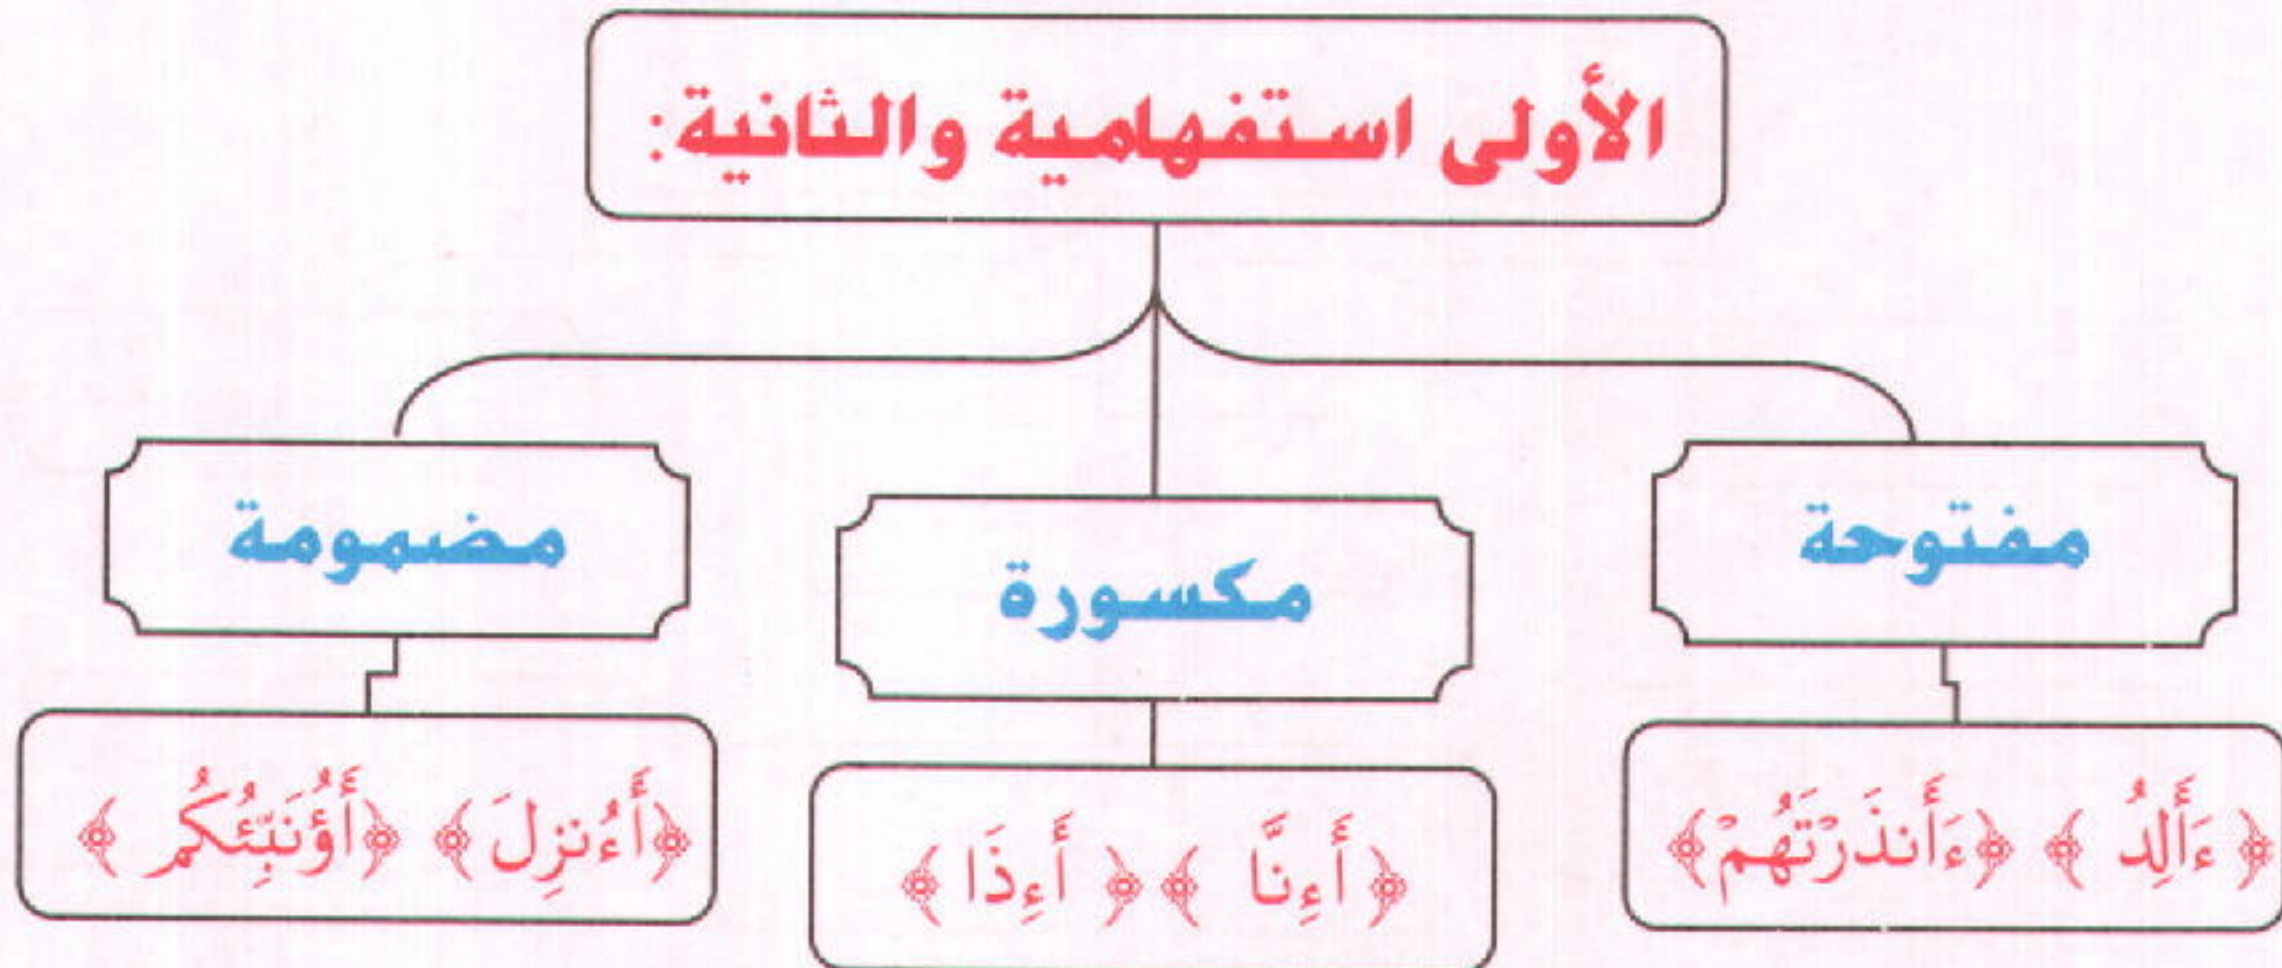 الأولى استفهامية والثانية:
مفتوحة
مكسورة
مضمومة
﴿ءَأَلِدُ﴾ ﴿ءَأَنذَرْتَهُمْ﴾
﴿أَءِنَّا﴾ ﴿أَءِذَا﴾
﴿أَءُنزِلَ﴾ ﴿أَؤُنَبِّئُكُم﴾